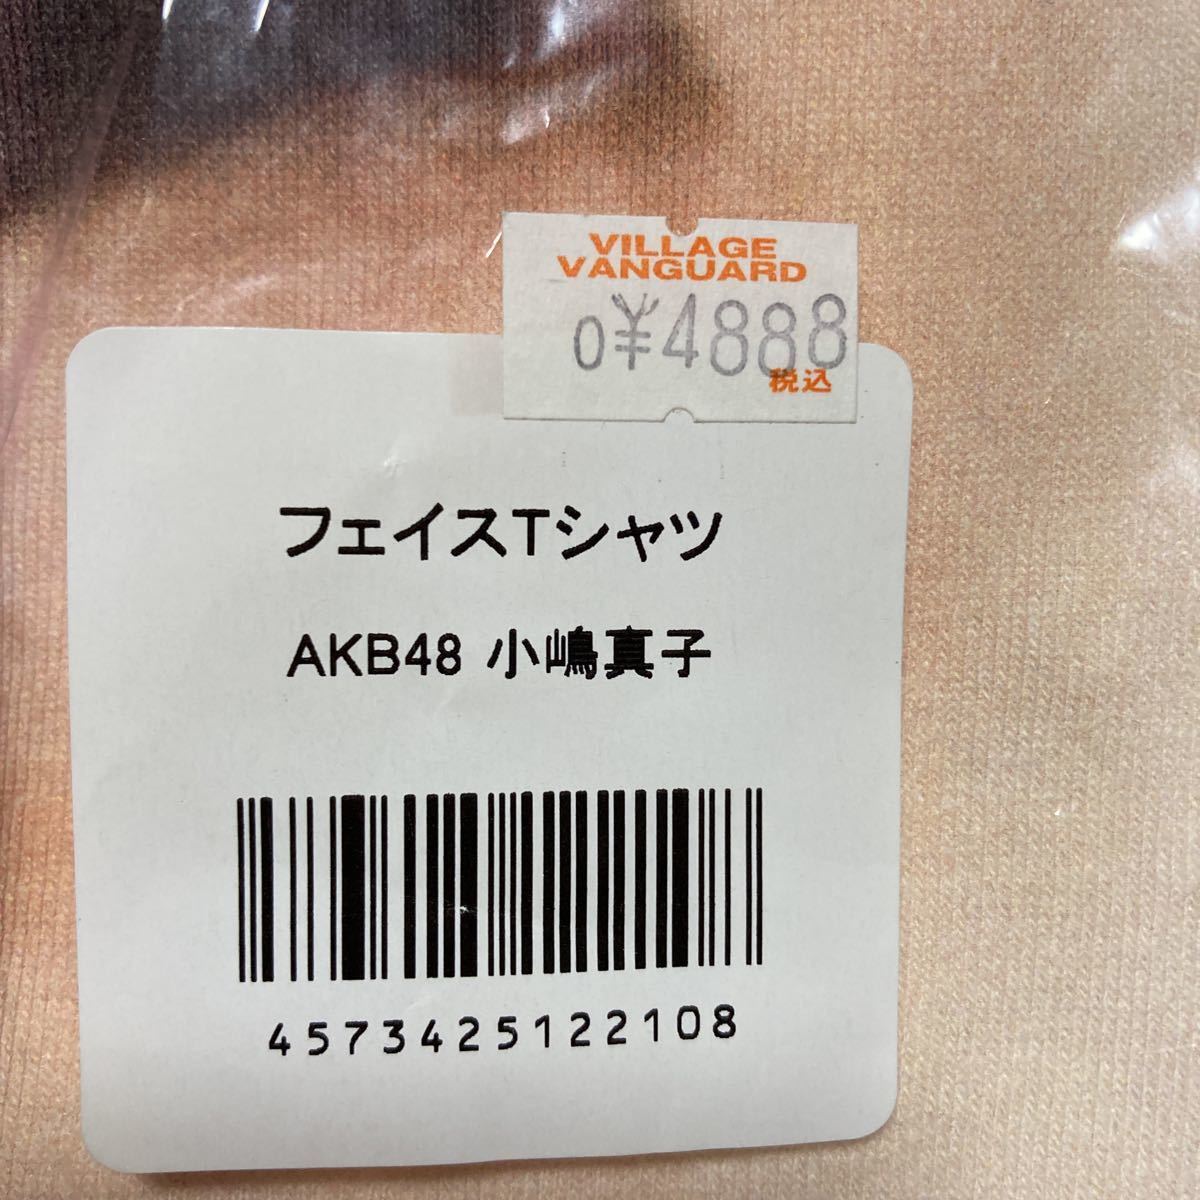 VILLAGE
VANGUARD
0¥4888
税込
フェイスTシャツ
AKB48 小嶋真子
4573425122108